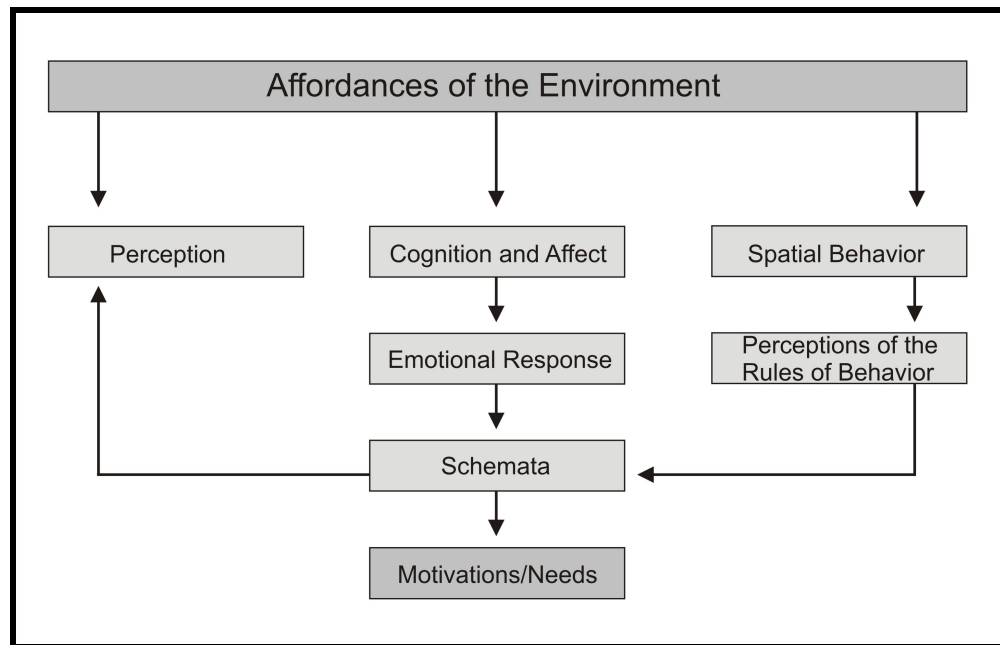 Affordances of the Environment
Perception
Cognition and Affect
Spatial Behavior
Emotional Response
Perceptions of the
Rules of Behavior
Schemata
Motivations/Needs